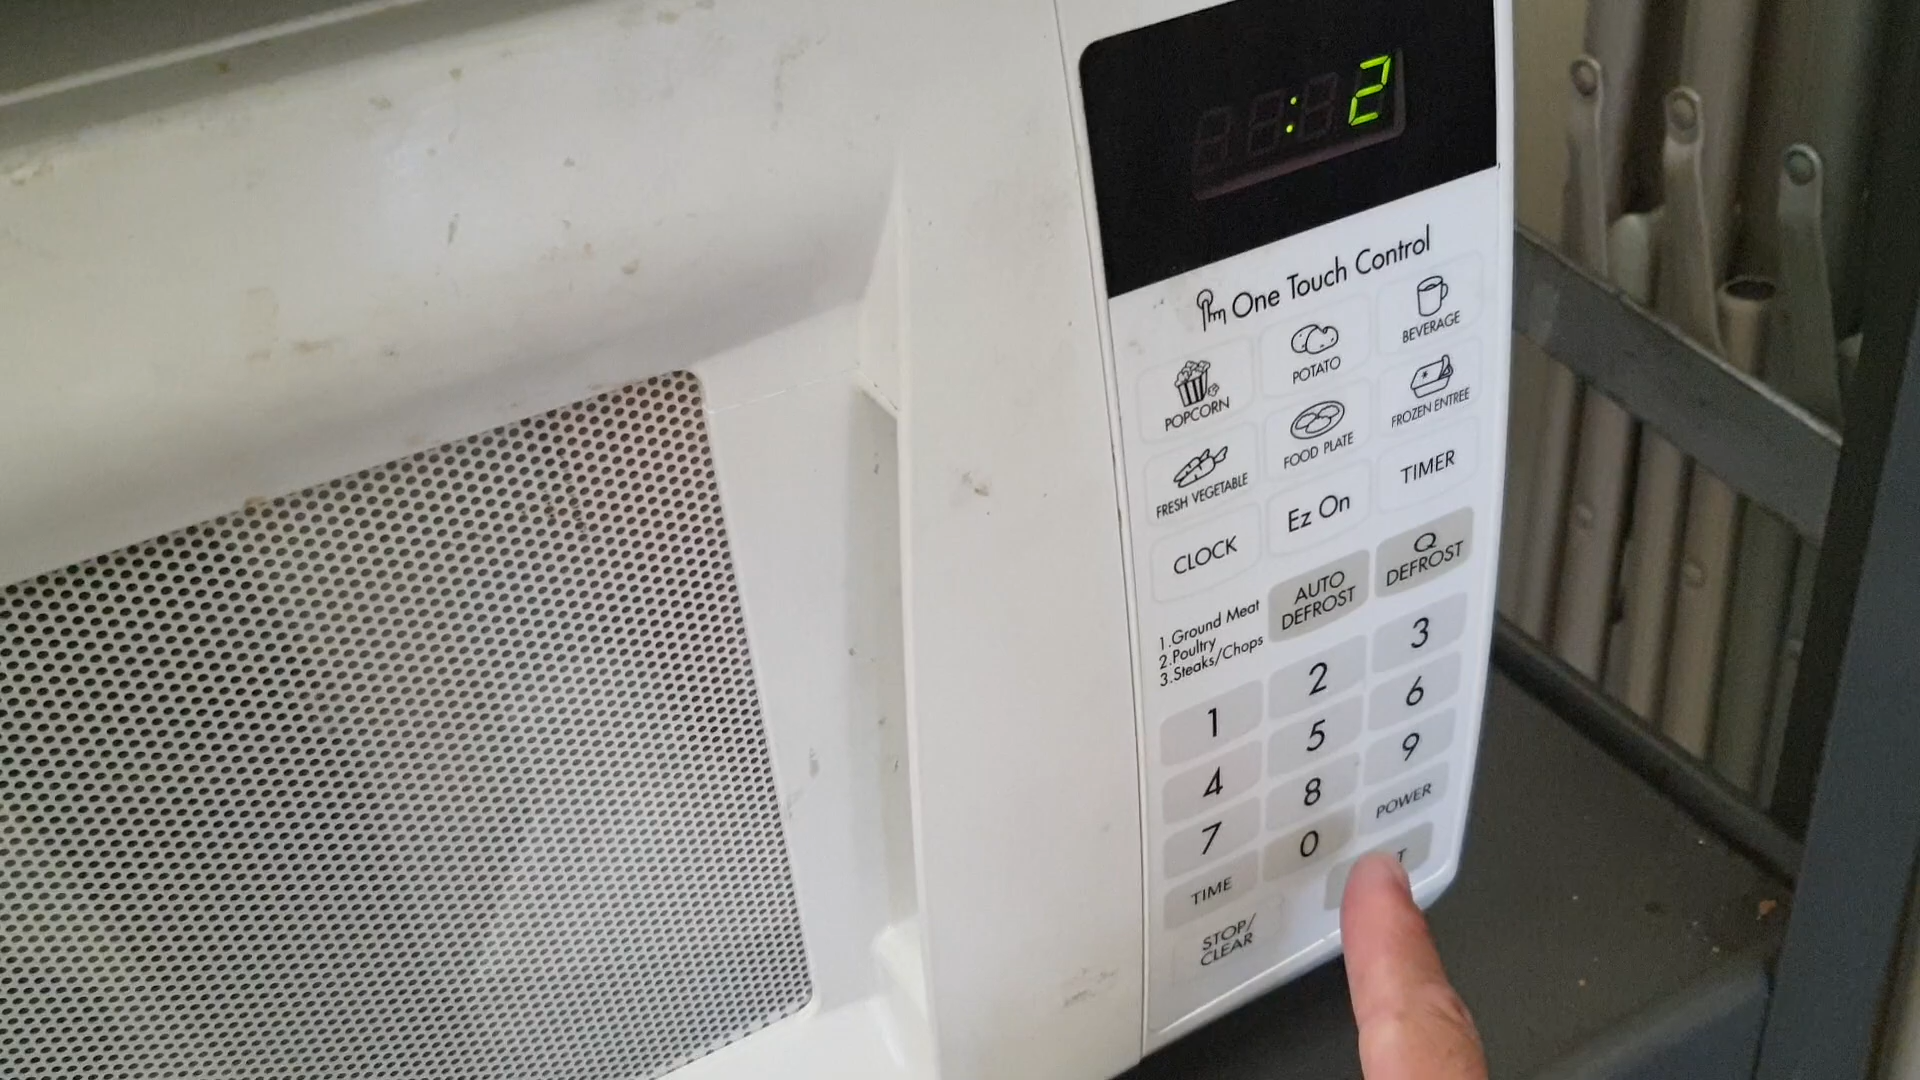 : 2
One Touch Control
POPCORN
POTATO
BEVERAGE
FRESH VEGETABLE
FOOD PLATE
FROZEN ENTREE
CLOCK
Ez On
TIMER
1.Ground Meat
2.Poultry
3.Steaks/Chops
AUTO
DEFROST
Q
DEFROST
1
2
3
4
5
6
7
8
9
TIME
0
POWER
STOP/
CLEAR